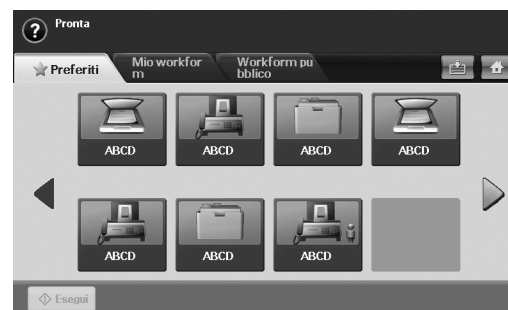 ? Pronta
Preferiti
Mio workfor
m
Workform pu
bblico
ABCD ABCD ABCD ABCD
ABCD ABCD ABCD
Esegui